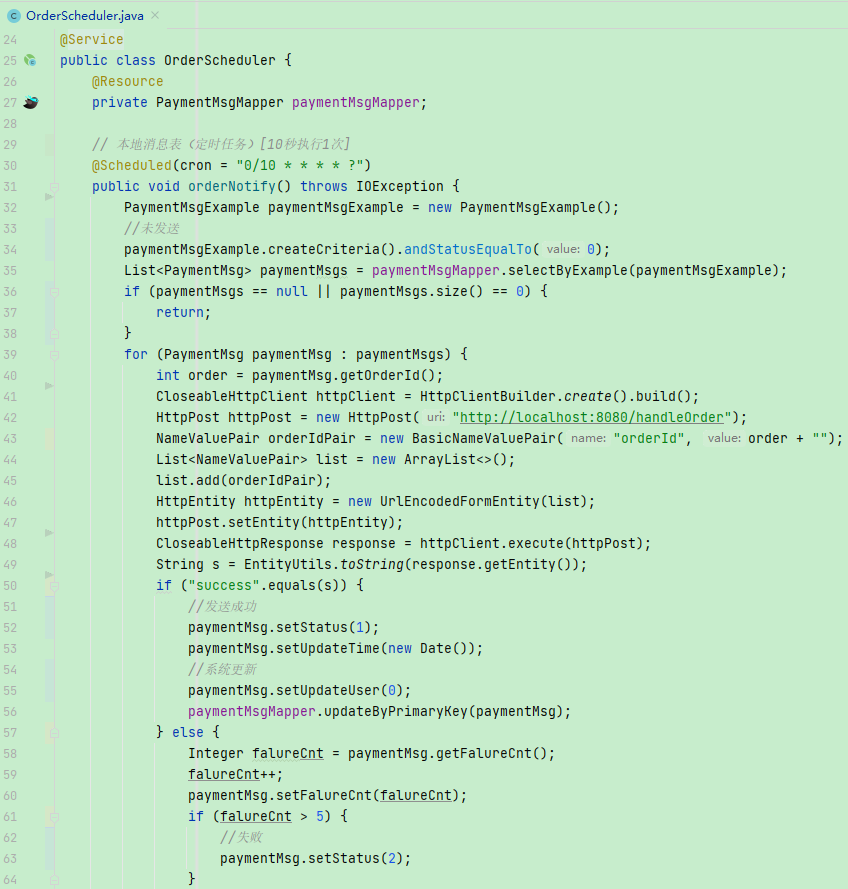 OrderScheduler.java
24 @Service
25 public class OrderScheduler {
26 @Resource
27 private PaymentMsgMapper paymentMsgMapper;
28
29 // 本地消息表（定时任务）[10秒执行1次]
30 @Scheduled(cron = "0/10 * * * * ?")
31 public void orderNotify() throws IOException {
32 PaymentMsgExample paymentMsgExample = new PaymentMsgExample();
33 //未发送
34 paymentMsgExample.createCriteria().andStatusEqualTo( value: 0);
35 List<PaymentMsg> paymentMsgs = paymentMsgMapper.selectByExample(paymentMsgExample);
36 if (paymentMsgs == null || paymentMsgs.size() == 0) {
37 return;
38 }
39 for (PaymentMsg paymentMsg : paymentMsgs) {
40 int order = paymentMsg.getOrderId();
41 CloseableHttpClient httpClient = HttpClientBuilder.create().build();
42 HttpPost httpPost = new HttpPost( uri: "http://localhost:8080/handleOrder");
43 NameValuePair orderIdPair = new BasicNameValuePair( name: "orderId", value: order + "");
44 List<NameValuePair> list = new ArrayList<>();
45 list.add(orderIdPair);
46 HttpEntity httpEntity = new UrlEncodedFormEntity(list);
47 httpPost.setEntity(httpEntity);
48 CloseableHttpResponse response = httpClient.execute(httpPost);
49 String s = EntityUtils.toString(response.getEntity());
50 if ("success".equals(s)) {
51 //发送成功
52 paymentMsg.setStatus(1);
53 paymentMsg.setUpdateTime(new Date());
54 //系统更新
55 paymentMsg.setUpdateUser(0);
56 paymentMsgMapper.updateByPrimaryKey(paymentMsg);
57 } else {
58 Integer falureCnt = paymentMsg.getFalureCnt();
59 falureCnt++;
60 paymentMsg.setFalureCnt(falureCnt);
61 if (falureCnt > 5) {
62 //失败
63 paymentMsg.setStatus(2);
64 }